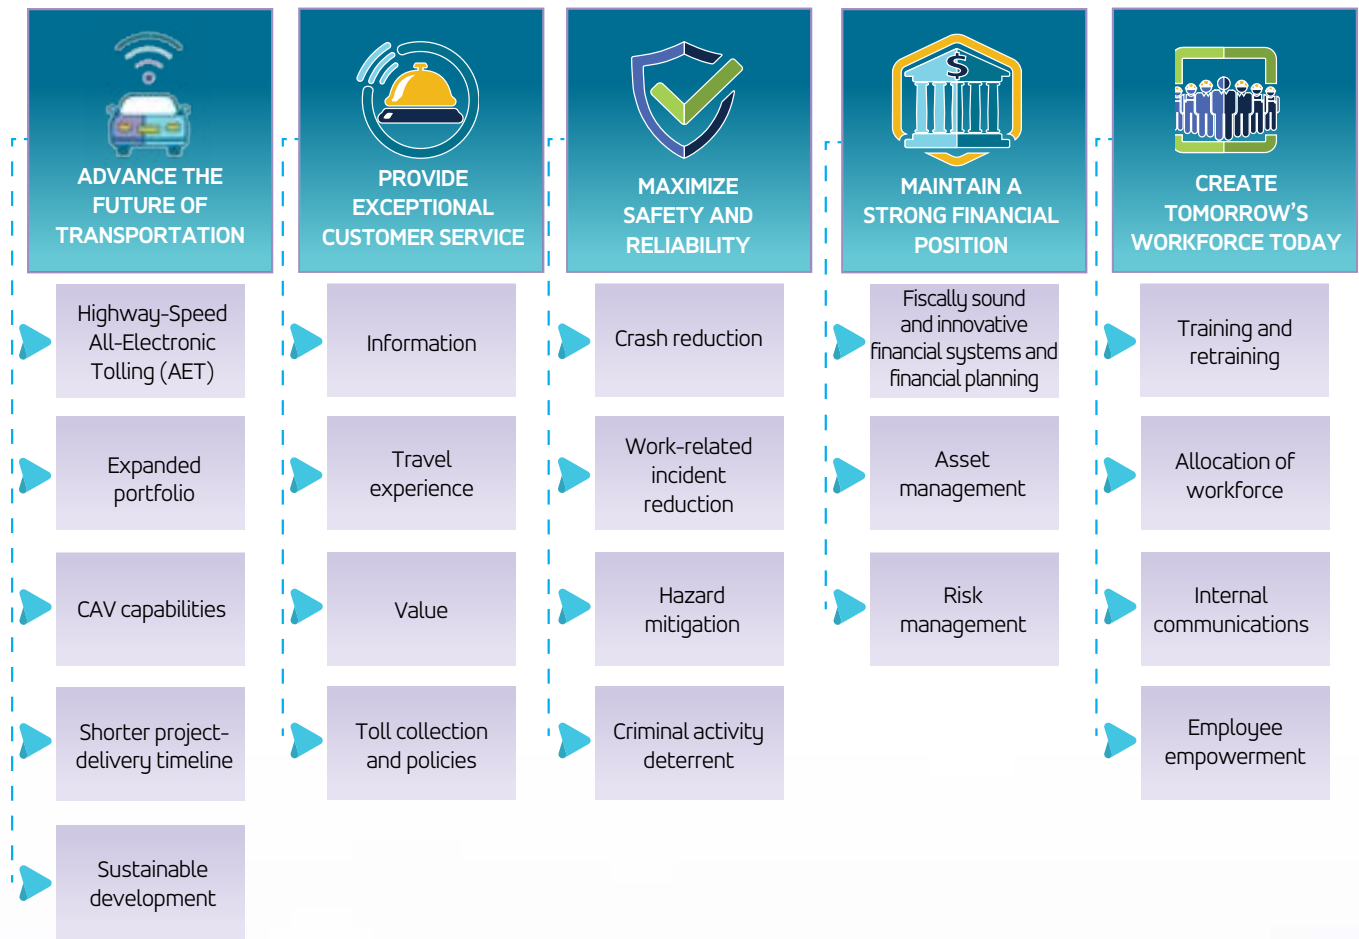 ADVANCE THE
FUTURE OF
TRANSPORTATION
Highway-Speed
All-Electronic
Tolling (AET)
Expanded
portfolio
CAV capabilities
Shorter project-
delivery timeline
Sustainable
development
PROVIDE
EXCEPTIONAL
CUSTOMER SERVICE
Information
Travel
experience
Value
Toll collection
and policies
MAXIMIZE
SAFETY AND
RELIABILITY
Crash reduction
Work-related
incident
reduction
Hazard
mitigation
Criminal activity
deterrent
$
MAINTAIN A
STRONG FINANCIAL
POSITION
Fiscally sound
and innovative
financial systems and
financial planning
Asset
management
Risk
management
CREATE
TOMORROW’S
WORKFORCE TODAY
Training and
retraining
Allocation of
workforce
Internal
communications
Employee
empowerment